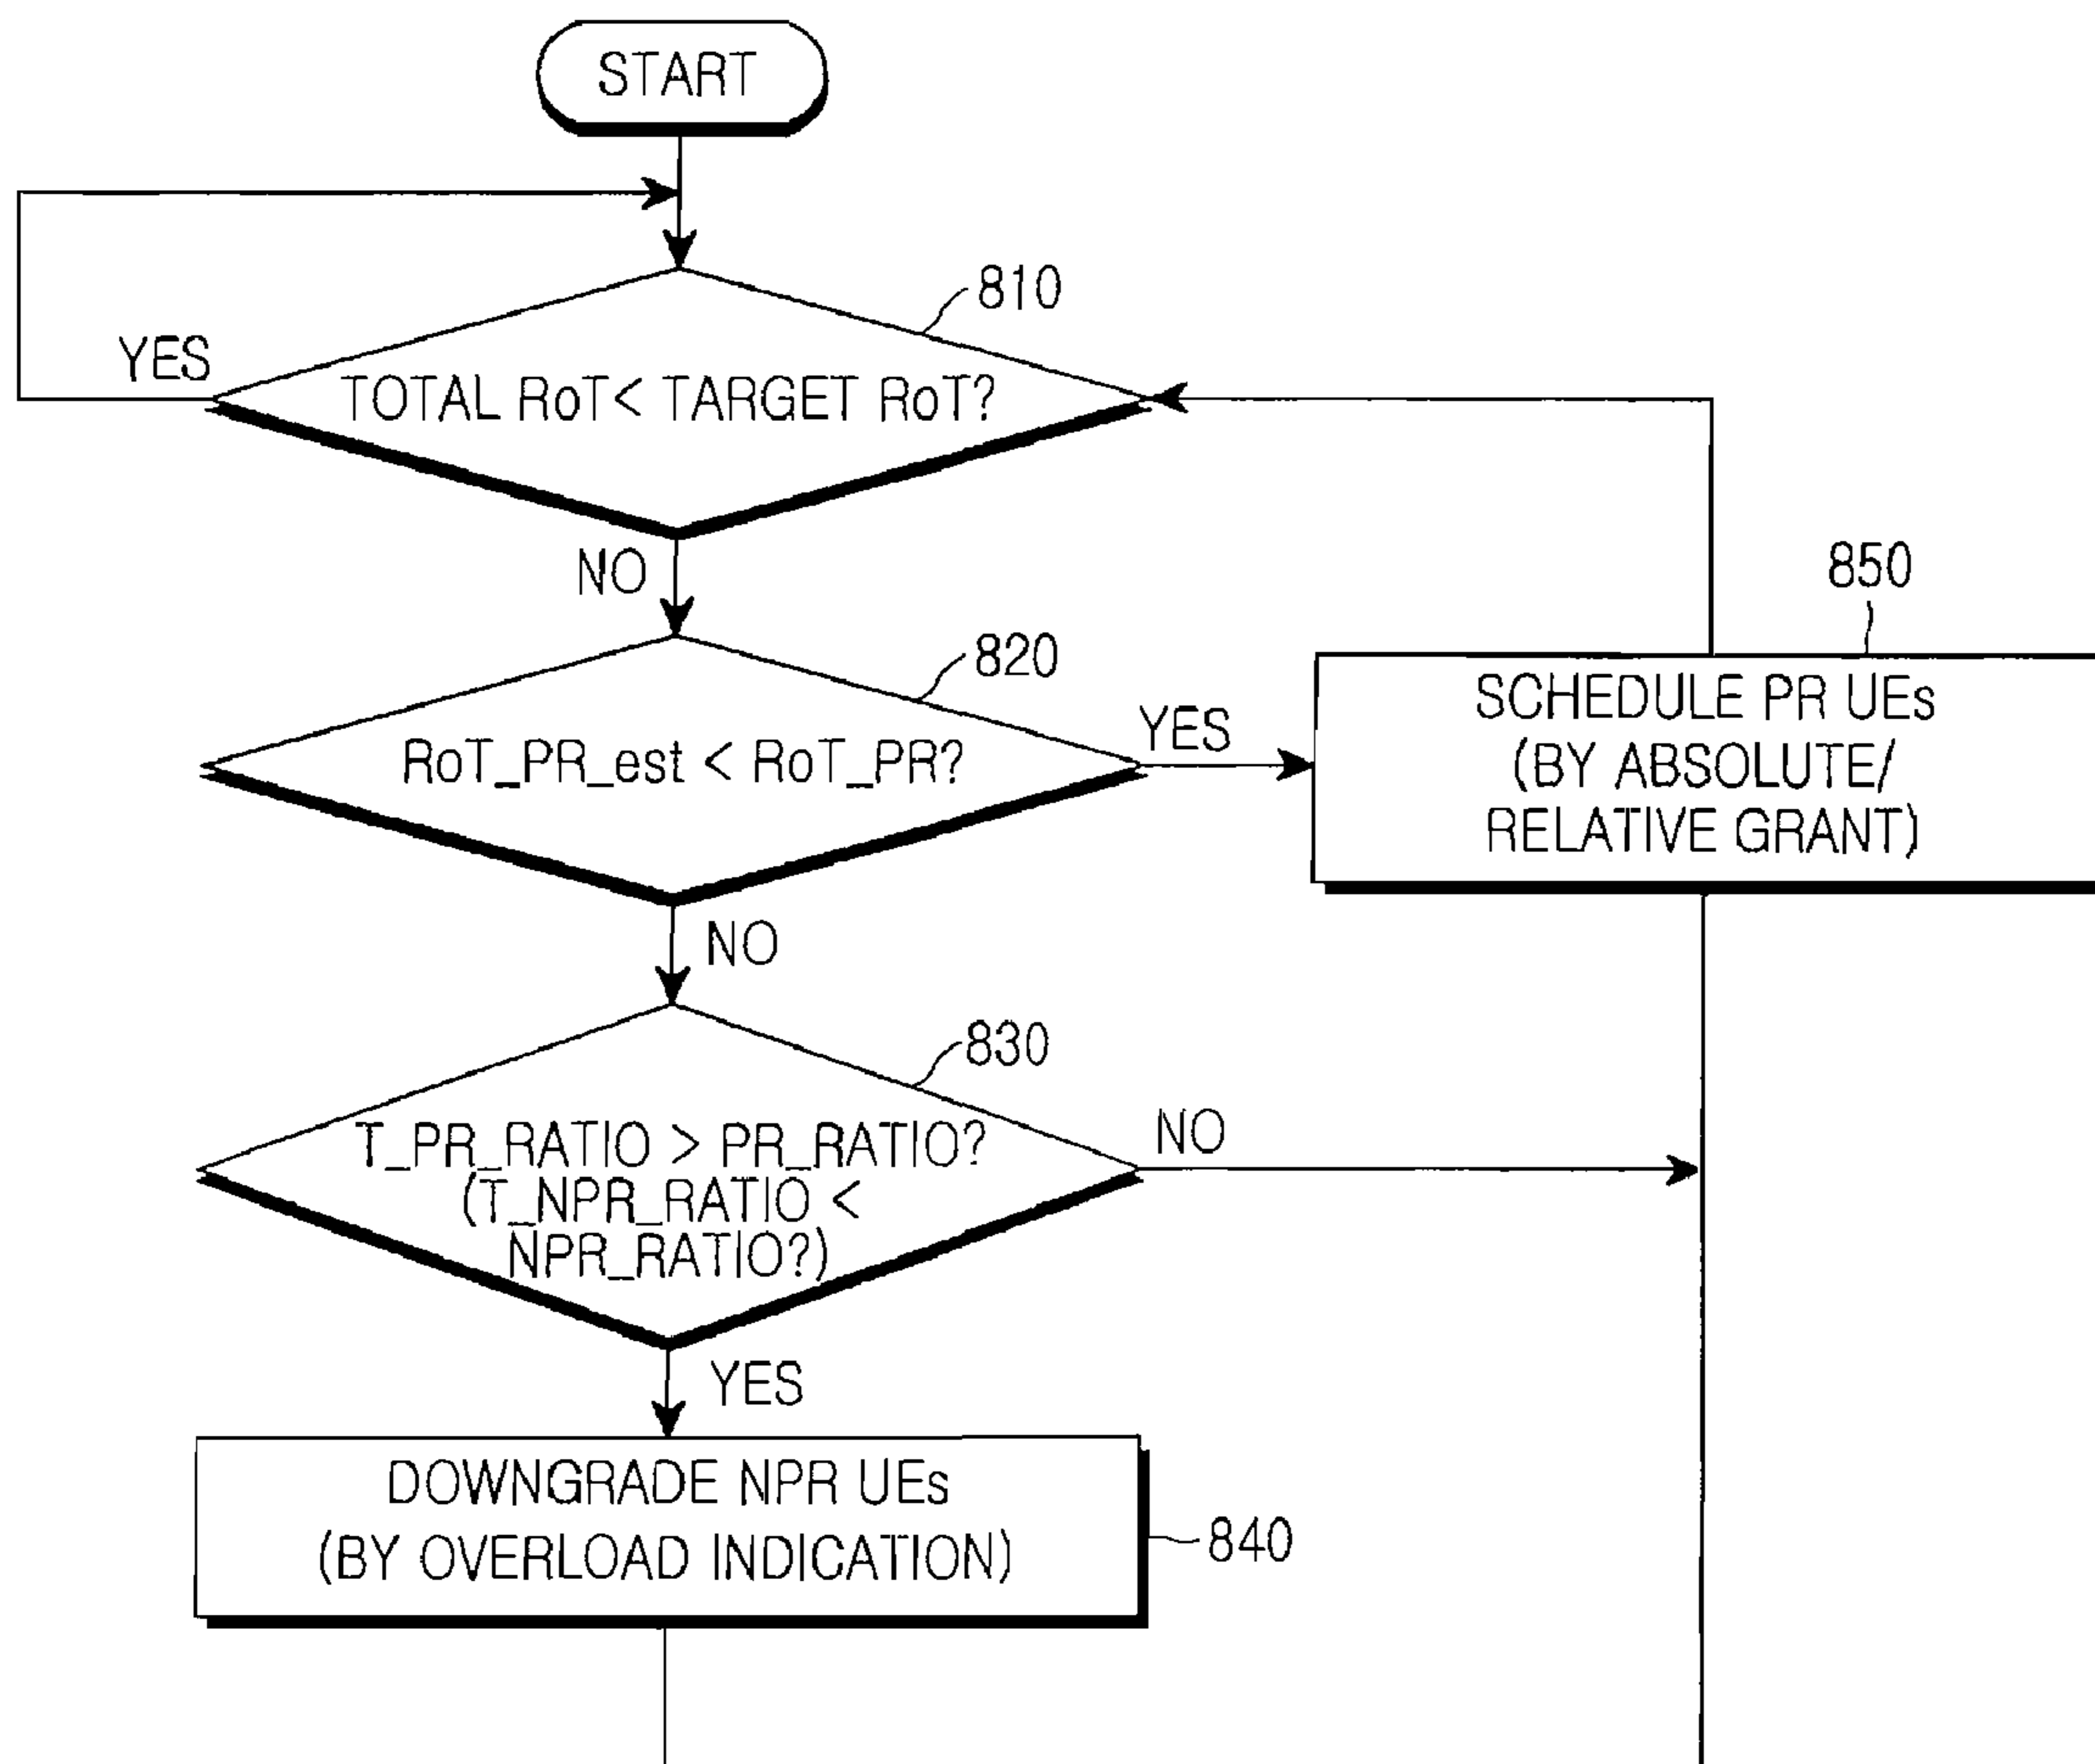 START
810
YES
TOTAL RoT< TARGET RoT?
NO
850
820
SCHEDULE PR UEs
(BY ABSOLUTE/
RELATIVE GRANT)
YES
RoT_PR_est < RoT_PR?
NO
830
NO
T_PR_RATIO > PR_RATIO?
(T_NPR_RATIO <
NPR_RATIO?)
YES
DOWNGRADE NPR UEs
(BY OVERLOAD INDICATION)
840